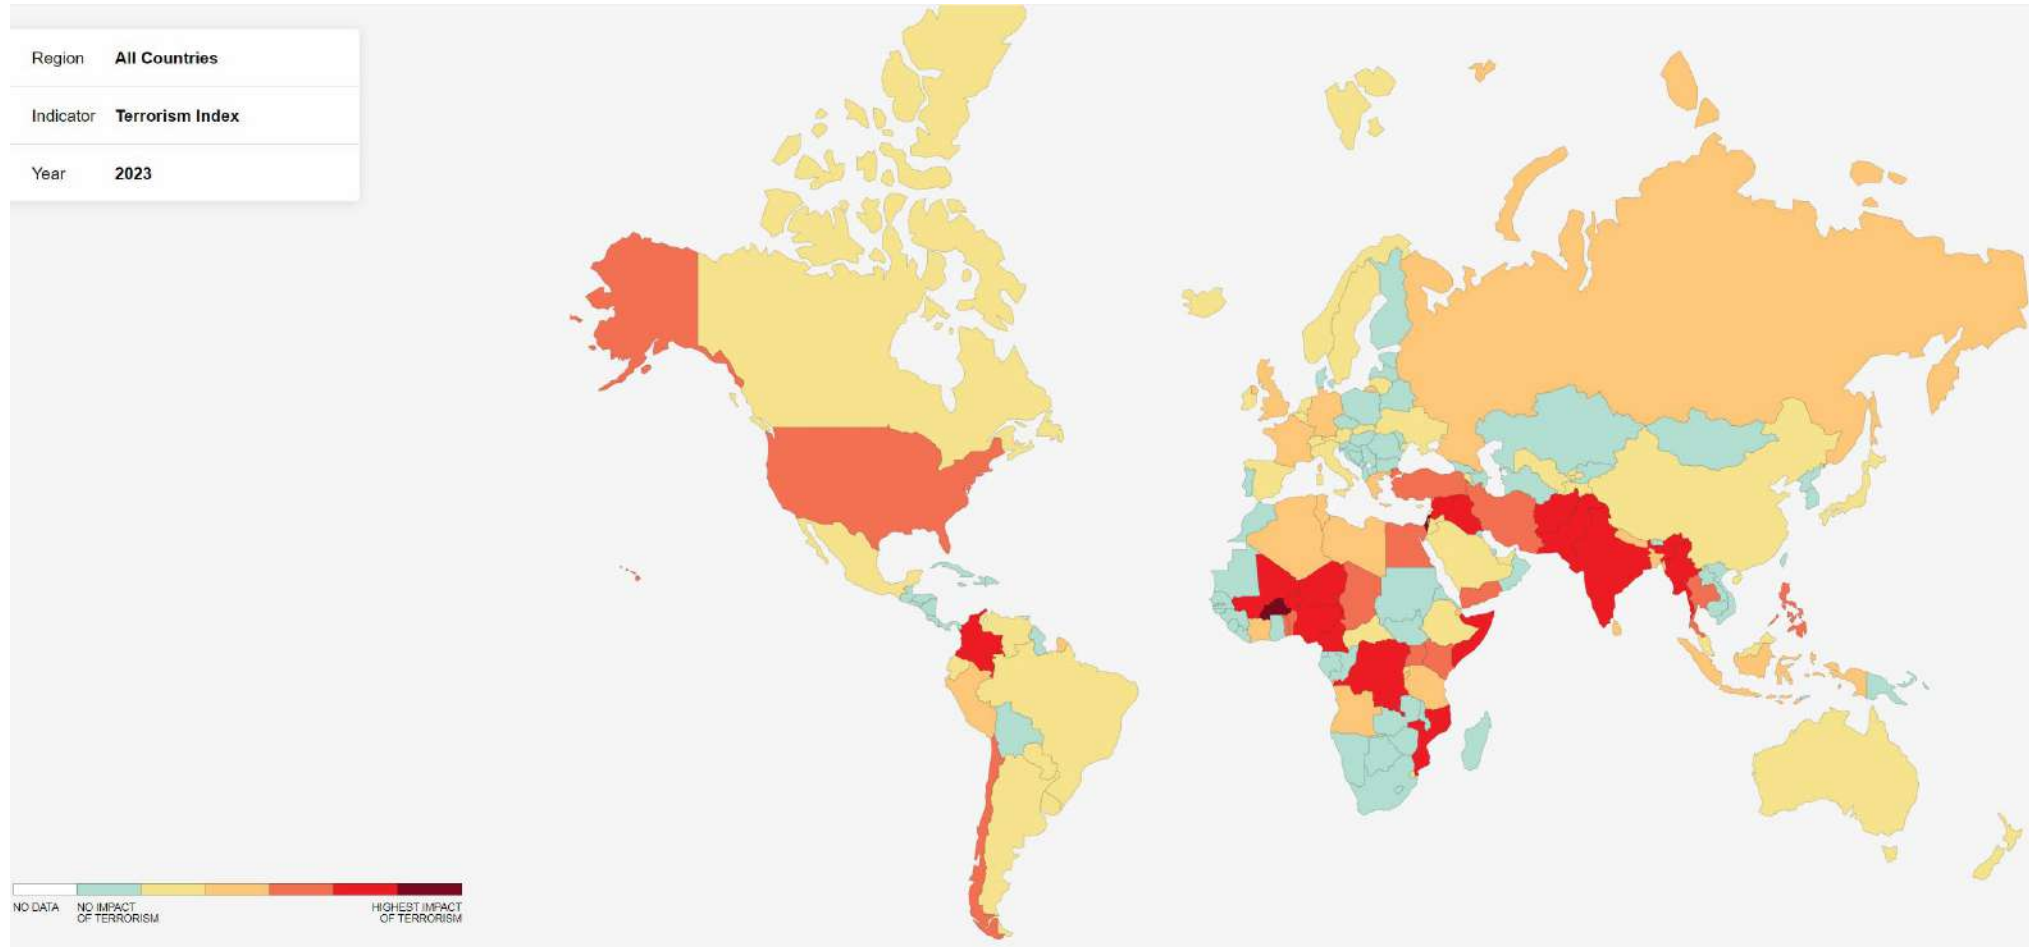 Region All Countries
Indicator Terrorism Index
Year 2023
NO DATA
NO IMPACT
OF TERRORISM
HIGHEST IMPACT
OF TERRORISM